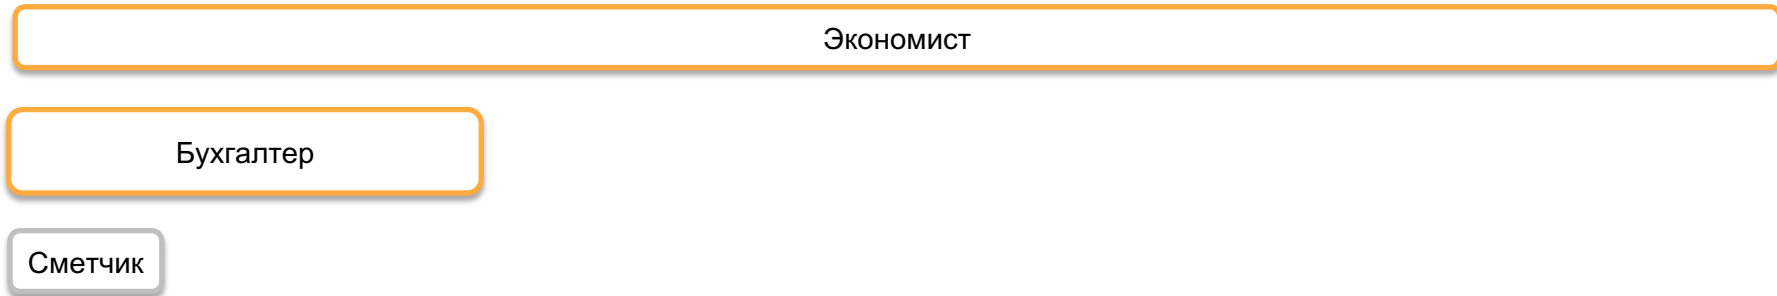 Экономист
Бухгалтер
Сметчик